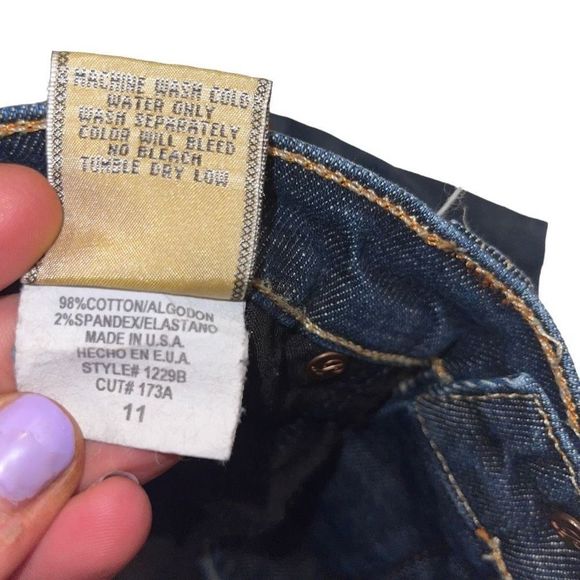 MACHINE WASH COLD
WATER ONLY
WASH SEPARATELY
COLOR WILL BLEED
NO BLEACH
TUMBLE DRY LOW
98%COTTON/ALGODON
2%SPANDEX/ELASTANO
MADE IN U.S.A.
HECHO EN E.U.A.
STYLE# 1229B
CUT# 173A
11